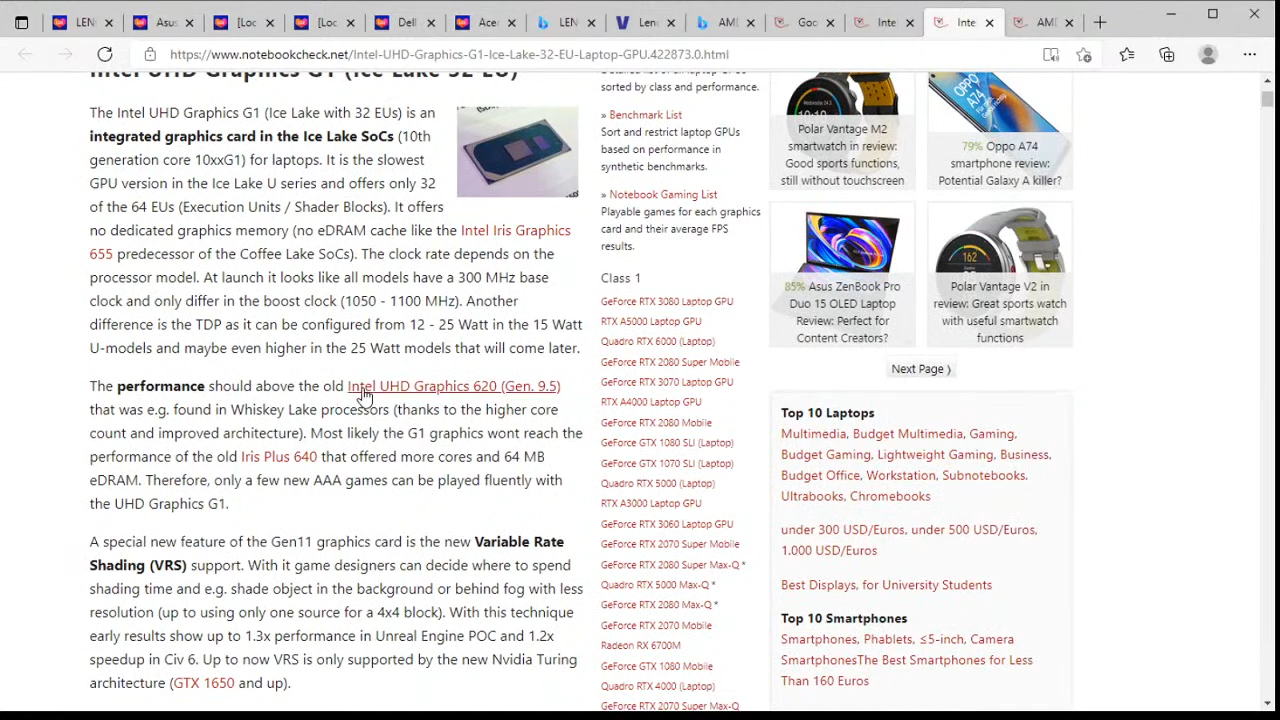 LEN
Asus
[Loc
[Loc
Dell
Acer
LEN
Len
AMI
Goo
Inte
Inte
AMI
https://www.notebookcheck.net/Intel-UHD-Graphics-G1-Ice-Lake-32-EU-Laptop-GPU.422873.0.html
Intel UHD Graphics G1 (Ice Lake 32 EU)
The Intel UHD Graphics G1 (Ice Lake with 32 EUs) is an
integrated graphics card in the Ice Lake SoCs (10th
generation core 10xxG1) for laptops. It is the slowest
GPU version in the Ice Lake U series and offers only 32
of the 64 EUs (Execution Units / Shader Blocks). It offers
no dedicated graphics memory (no eDRAM cache like the Intel Iris Graphics
655 predecessor of the Coffee Lake SoCs). The clock rate depends on the
processor model. At launch it looks like all models have a 300 MHz base
clock and only differ in the boost clock (1050 - 1100 MHz). Another
difference is the TDP as it can be configured from 12 - 25 Watt in the 15 Watt
U-models and maybe even higher in the 25 Watt models that will come later.
The performance should above the old Intel UHD Graphics 620 (Gen. 9.5)
that was e.g. found in Whiskey Lake processors (thanks to the higher core
count and improved architecture). Most likely the G1 graphics wont reach the
performance of the old Iris Plus 640 that offered more cores and 64 MB
eDRAM. Therefore, only a few new AAA games can be played fluently with
the UHD Graphics G1.
A special new feature of the Gen11 graphics card is the new Variable Rate
Shading (VRS) support. With it game designers can decide where to spend
shading time and e.g. shade object in the background or behind fog with less
resolution (up to using only one source for a 4x4 block). With this technique
early results show up to 1.3x performance in Unreal Engine POC and 1.2x
speedup in Civ 6. Up to now VRS is only supported by the new Nvidia Turing
architecture (GTX 1650 and up).
sorted by class and performance.
» Benchmark List
Sort and restrict laptop GPUs
based on performance in
synthetic benchmarks.
» Notebook Gaming List
Playable games for each graphics
card and their average FPS
results.
Class 1
GeForce RTX 3080 Laptop GPU
RTX A5000 Laptop GPU
Quadro RTX 6000 (Laptop)
GeForce RTX 2080 Super Mobile
GeForce RTX 3070 Laptop GPU
RTX A4000 Laptop GPU
GeForce RTX 2080 Mobile
GeForce GTX 1080 SLI (Laptop)
GeForce GTX 1070 SLI (Laptop)
Quadro RTX 5000 (Laptop)
RTX A3000 Laptop GPU
GeForce RTX 3060 Laptop GPU
GeForce RTX 2070 Super Mobile
GeForce RTX 2080 Super Max-Q *
Quadro RTX 5000 Max-Q *
GeForce RTX 2080 Max-Q *
GeForce RTX 2070 Mobile
Radeon RX 6700M
GeForce GTX 1080 Mobile
Quadro RTX 4000 (Laptop)
GeForce RTX 2070 Super Max-Q
Polar Vantage M2
smartwatch in review:
Good sports functions,
still without touchscreen
79% Oppo A74
smartphone review:
Potential Galaxy A killer?
85% Asus ZenBook Pro
Duo 15 OLED Laptop
Review: Perfect for
Content Creators?
162
Polar Vantage V2 in
review: Great sports watch
with useful smartwatch
functions
Next Page ⟩
Top 10 Laptops
Multimedia, Budget Multimedia, Gaming,
Budget Gaming, Lightweight Gaming, Business,
Budget Office, Workstation, Subnotebooks,
Ultrabooks, Chromebooks
under 300 USD/Euros, under 500 USD/Euros,
1.000 USD/Euros
Best Displays, for University Students
Top 10 Smartphones
Smartphones, Phablets, ≤5-inch, Camera
SmartphonesThe Best Smartphones for Less
Than 160 Euros